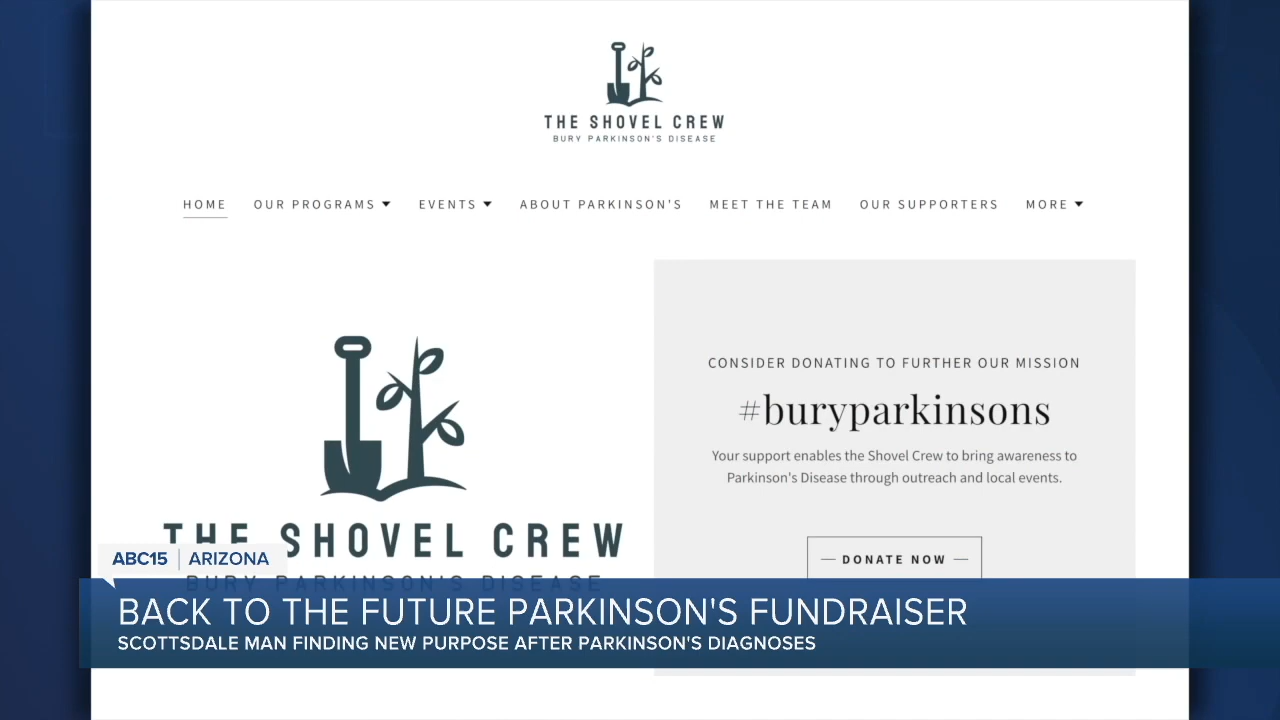 THE SHOVEL CREW
BURY PARKINSON'S DISEASE
HOME OUR PROGRAMS EVENTS ABOUT PARKINSON'S MEET THE TEAM OUR SUPPORTERS MORE
CONSIDER DONATING TO FURTHER OUR MISSION
#buryparkinsons
Your support enables the Shovel Crew to bring awareness to
Parkinson's Disease through outreach and local events.
DONATE NOW
THE SHOVEL CREW
BURY PARKINSON'S DISEASE
ABC15 ARIZONA
BACK TO THE FUTURE PARKINSON'S FUNDRAISER
SCOTTSDALE MAN FINDING NEW PURPOSE AFTER PARKINSON'S DIAGNOSES